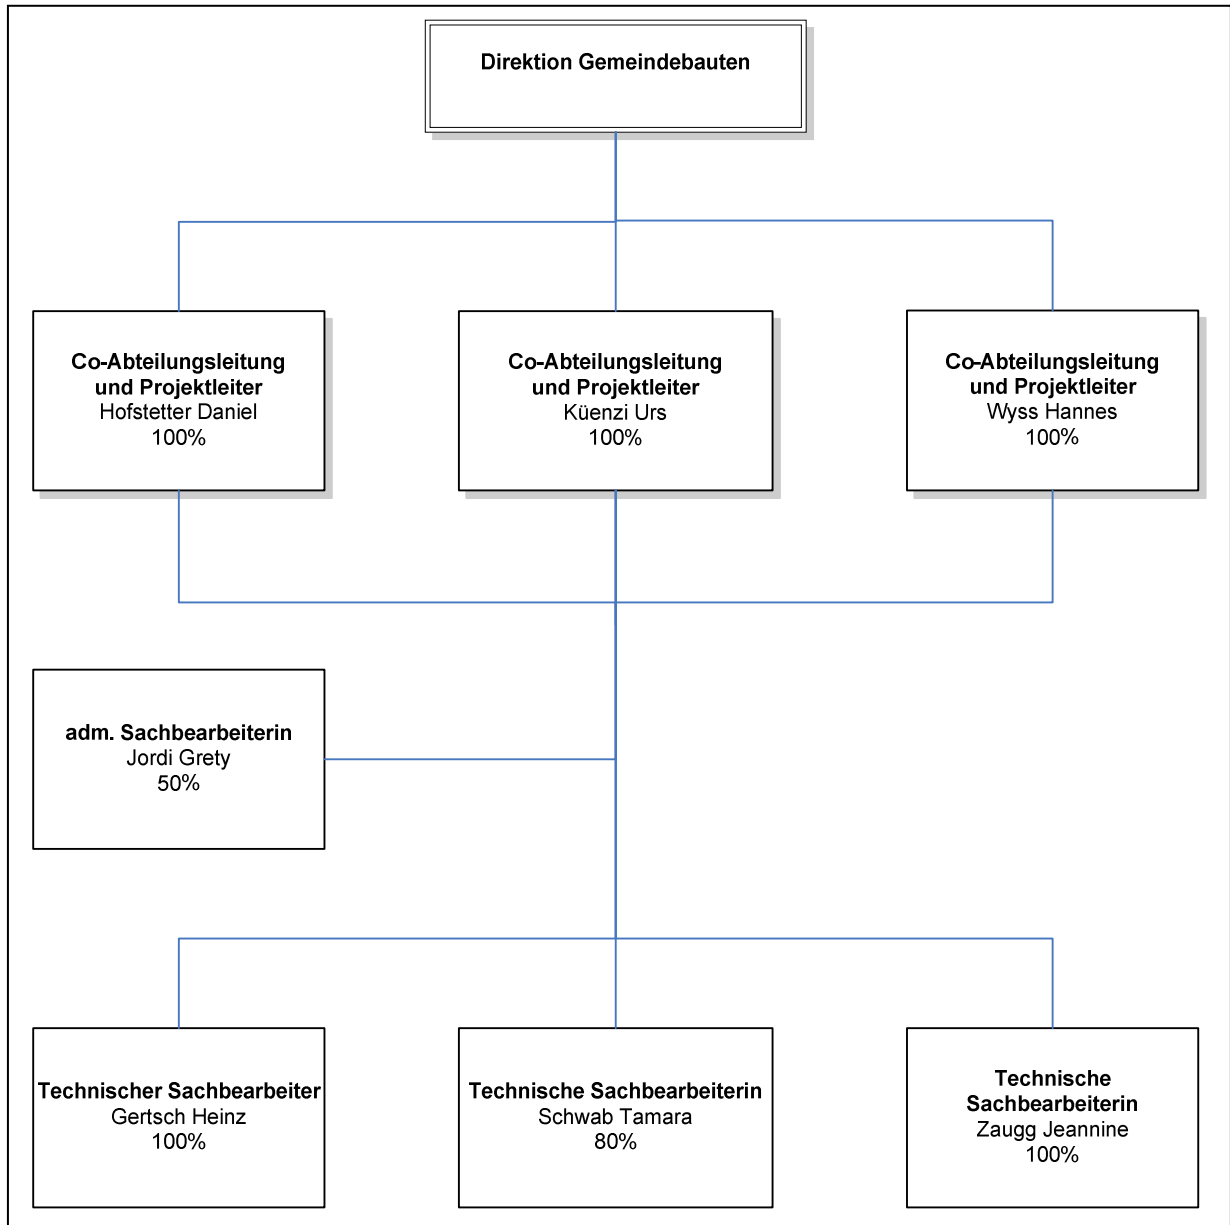 Direktion Gemeindebauten
Co-Abteilungsleitung
und Projektleiter
Hofstetter Daniel
100%
Co-Abteilungsleitung
und Projektleiter
Küenzi Urs
100%
Co-Abteilungsleitung
und Projektleiter
Wyss Hannes
100%
adm. Sachbearbeiterin
Jordi Grety
50%
Technischer Sachbearbeiter
Gertsch Heinz
100%
Technische Sachbearbeiterin
Schwab Tamara
80%
Technische
Sachbearbeiterin
Zaugg Jeannine
100%